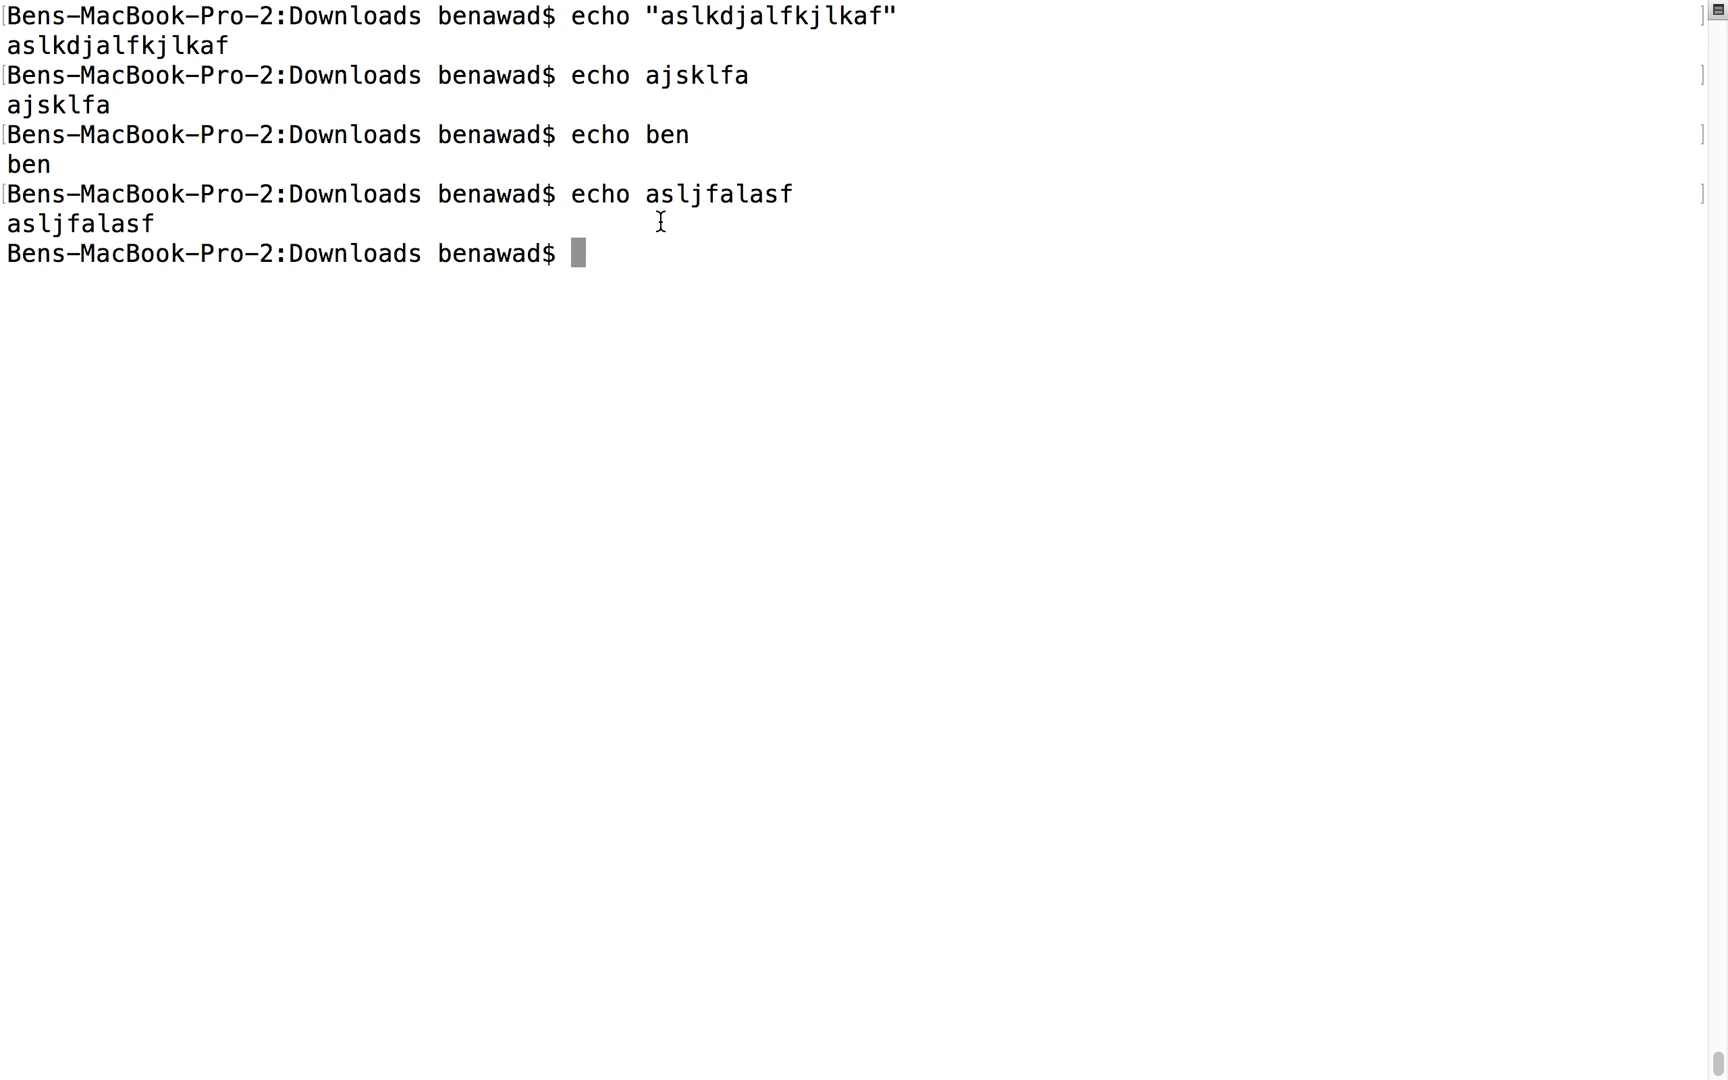 Bens-MacBook-Pro-2:Downloads benawad$ echo "aslkdjalfkjlkaf"
aslkdjalfkjlkaf
Bens-MacBook-Pro-2:Downloads benawad$ echo ajsklfa
ajsklfa
Bens-MacBook-Pro-2:Downloads benawad$ echo ben
ben
Bens-MacBook-Pro-2:Downloads benawad$ echo asljfalasf
asljfalasf
Bens-MacBook-Pro-2:Downloads benawad$